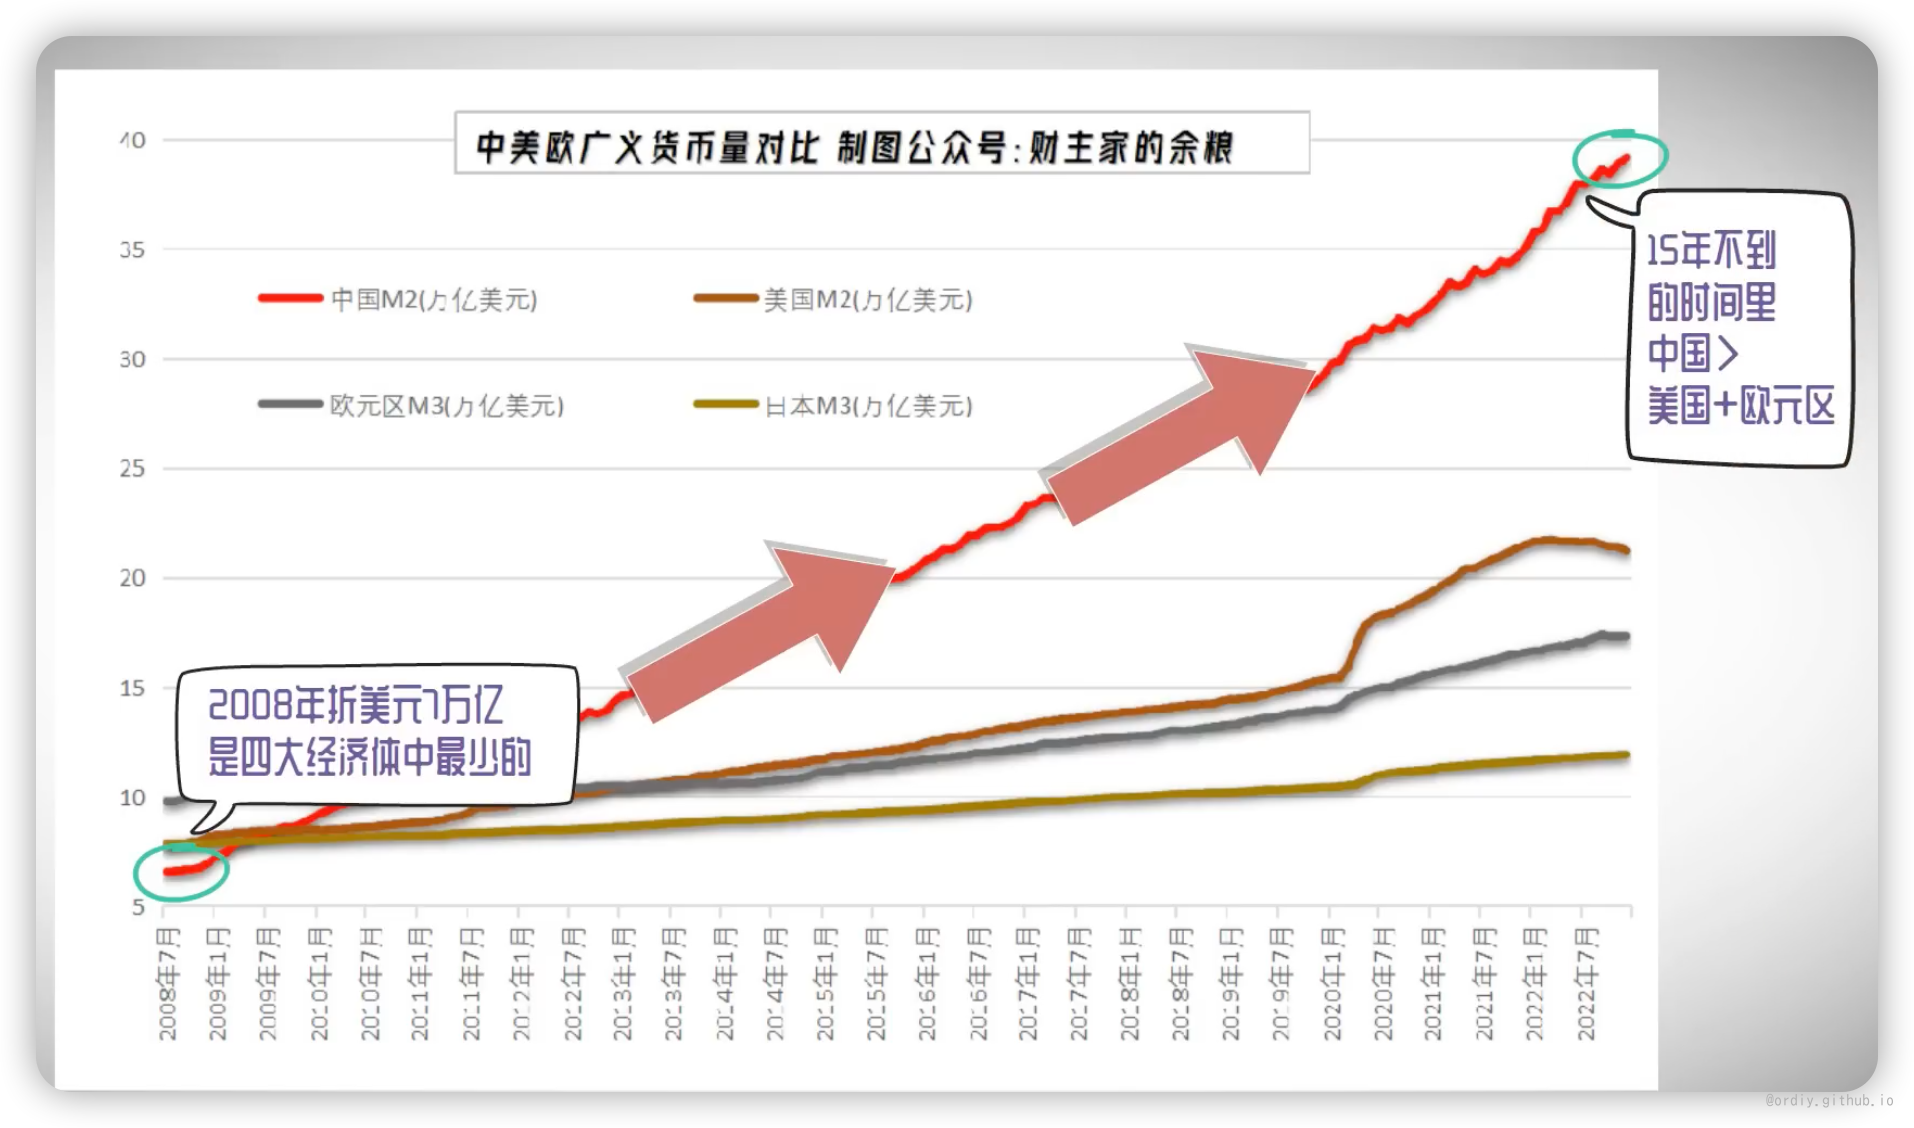 中美欧广义货币量对比 制图公众号:财主家的余粮
40
35
30
25
20
15
10
5
中国M2(万亿美元)
美国M2(万亿美元)
欧元区M3(万亿美元)
日本M3(万亿美元)
15年不到
的时间里
中国>
美国+欧元区
2008年折美元7万亿
是四大经济体中最少的
2008年7月
2009年1月
2009年7月
2010年1月
2010年7月
2011年1月
2011年7月
2012年1月
2012年7月
2013年1月
2013年7月
2014年1月
2014年7月
2015年1月
2015年7月
2016年1月
2016年7月
2017年1月
2017年7月
2018年1月
2018年7月
2019年1月
2019年7月
2020年1月
2020年7月
2021年1月
2021年7月
2022年1月
2022年7月
@ordiy.github.io